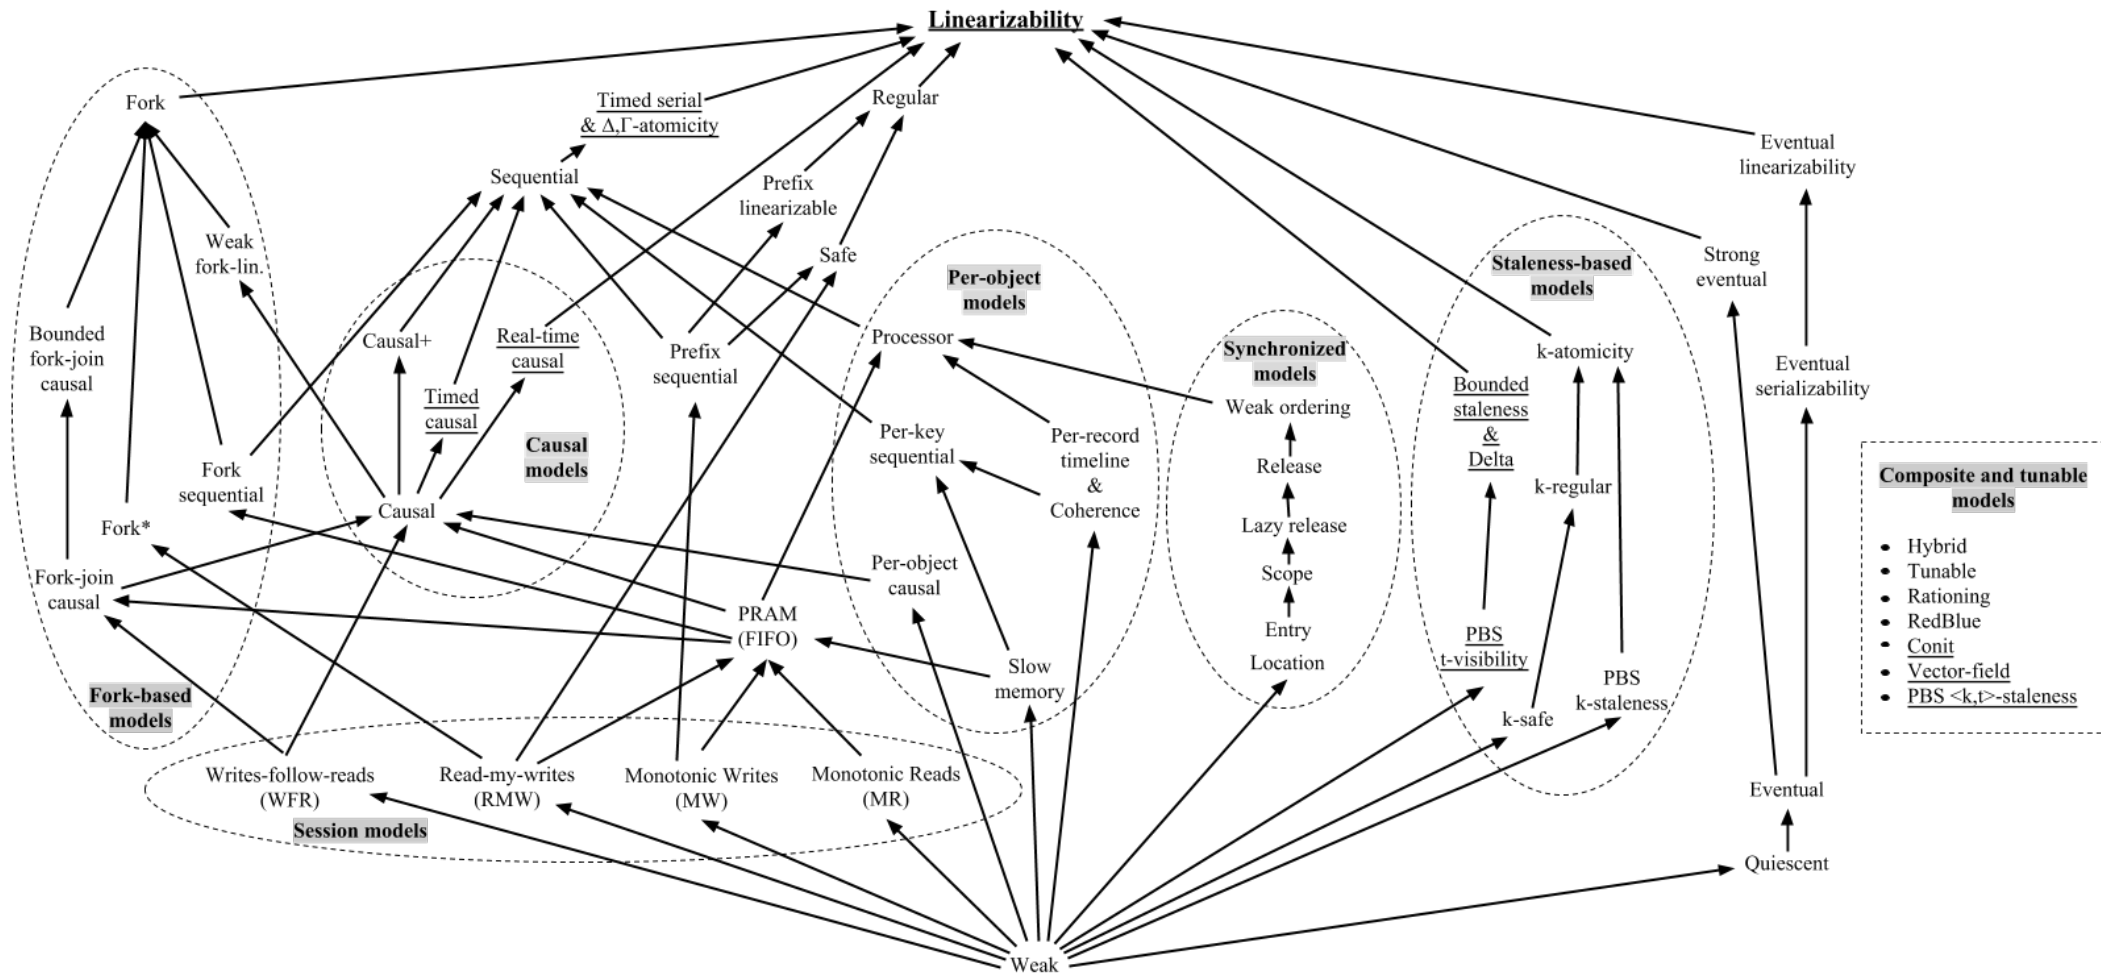 Linearizability
Fork
Timed serial
& Δ,Γ-atomicity
Regular
Eventual
linearizability
Sequential
Prefix
linearizable
Weak
fork-lin.
Safe
Strong
eventual
Staleness-based
models
Per-object
models
Bounded
fork-join
causal
Causal+
Real-time
causal
Prefix
sequential
Processor
Synchronized
models
k-atomicity
Eventual
serializability
Timed
causal
Bounded
staleness
&
Delta
Weak ordering
Causal
models
Per-key
sequential
Per-record
timeline
&
Coherence
Release
k-regular
Fork
sequential
Fork*
Causal
Lazy release
Composite and tunable
models
• Hybrid
• Tunable
• Rationing
• RedBlue
• Conit
• Vector-field
• PBS <k,t>-staleness
Fork-join
causal
Per-object
causal
Scope
PRAM
(FIFO)
Entry
Location
PBS
t-visibility
Slow
memory
PBS
k-staleness
k-safe
Fork-based
models
Writes-follow-reads
(WFR)
Read-my-writes
(RMW)
Monotonic Writes
(MW)
Monotonic Reads
(MR)
Session models
Eventual
Quiescent
Weak